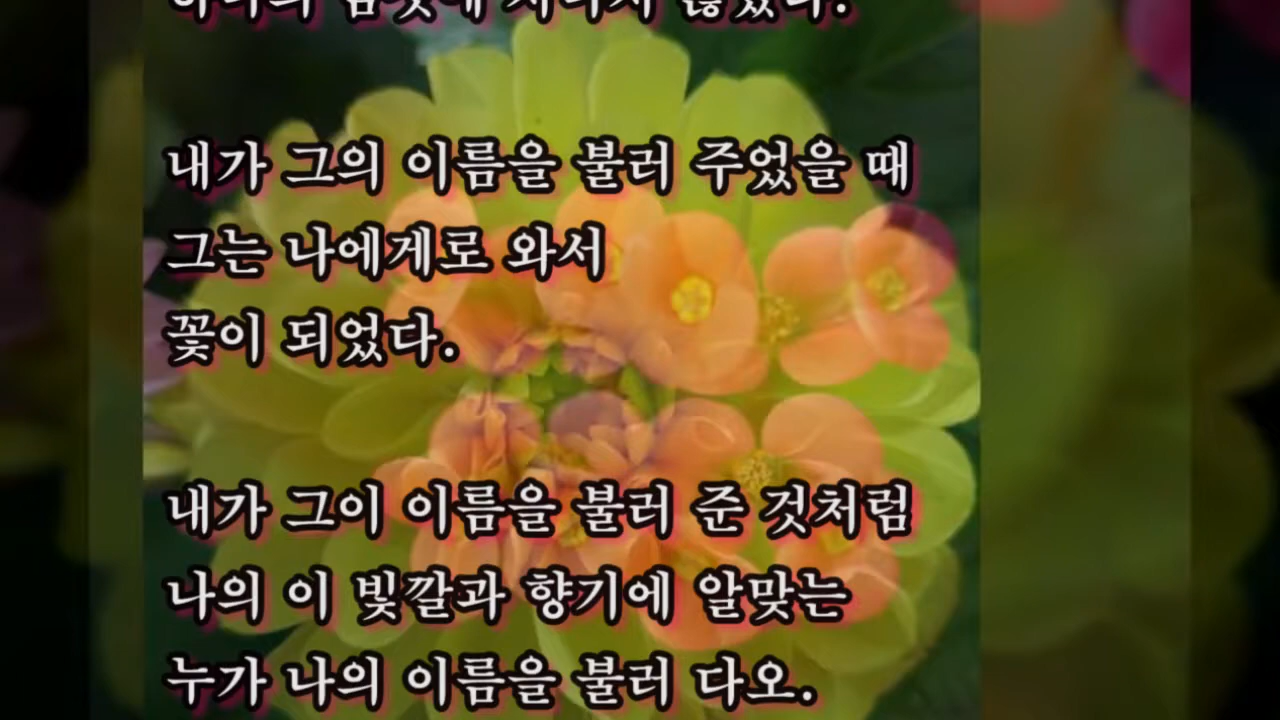 내가 그의 이름을 불러 주었을 때
그는 나에게로 와서
꽃이 되었다.
내가 그이 이름을 불러 준 것처럼
나의 이 빛깔과 향기에 알맞는
누가 나의 이름을 불러 다오.